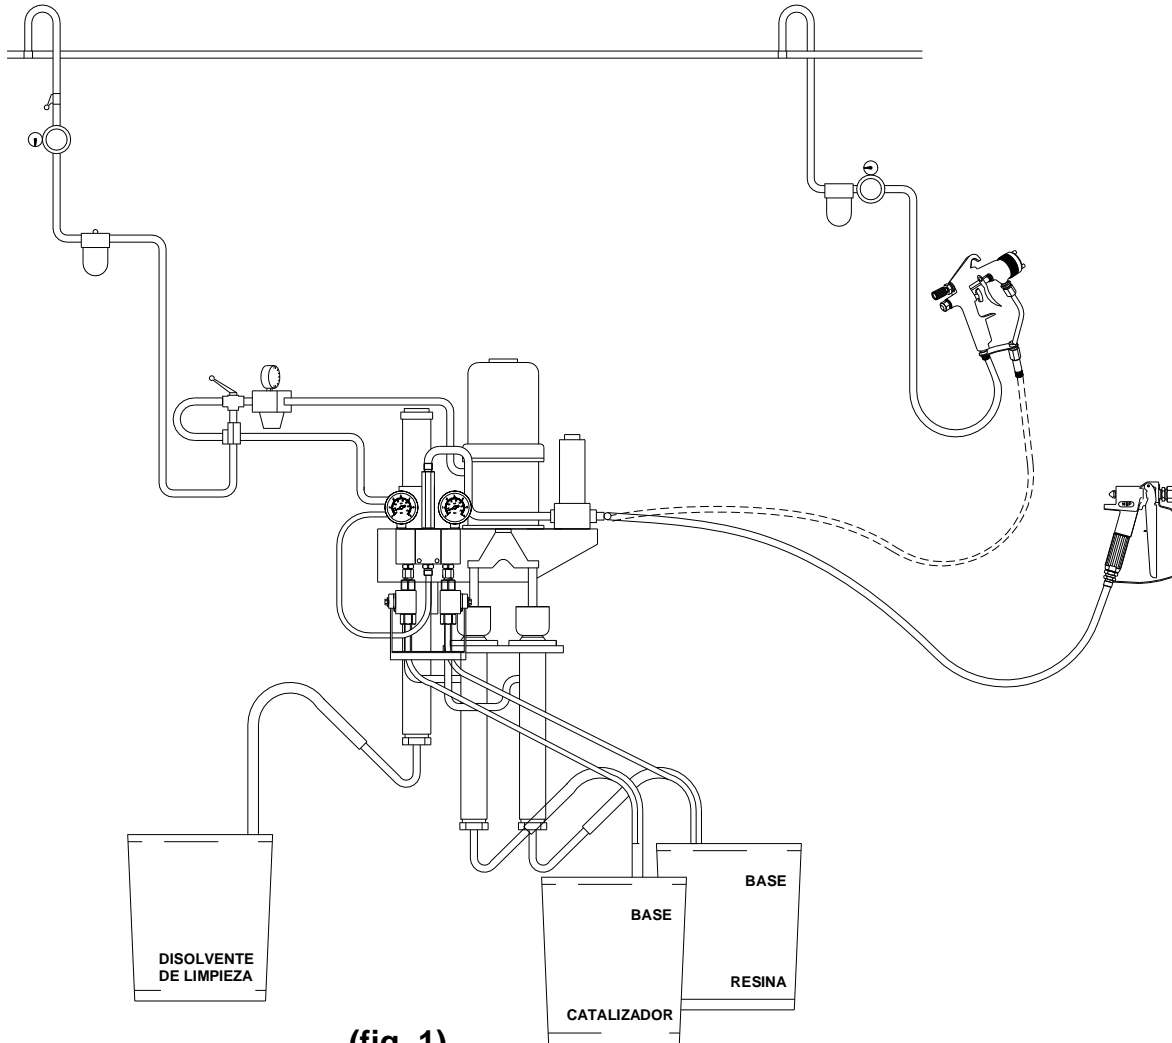 BASE
BASE
DISOLVENTE
DE LIMPIEZA
RESINA
CATALIZADOR
(fig. 1)